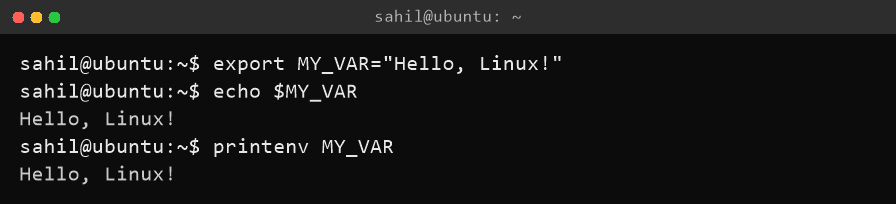 sahil@ubuntu: ~
sahil@ubuntu:~$ export MY_VAR="Hello, Linux!"
sahil@ubuntu:~$ echo $MY_VAR
Hello, Linux!
sahil@ubuntu:~$ printenv MY_VAR
Hello, Linux!